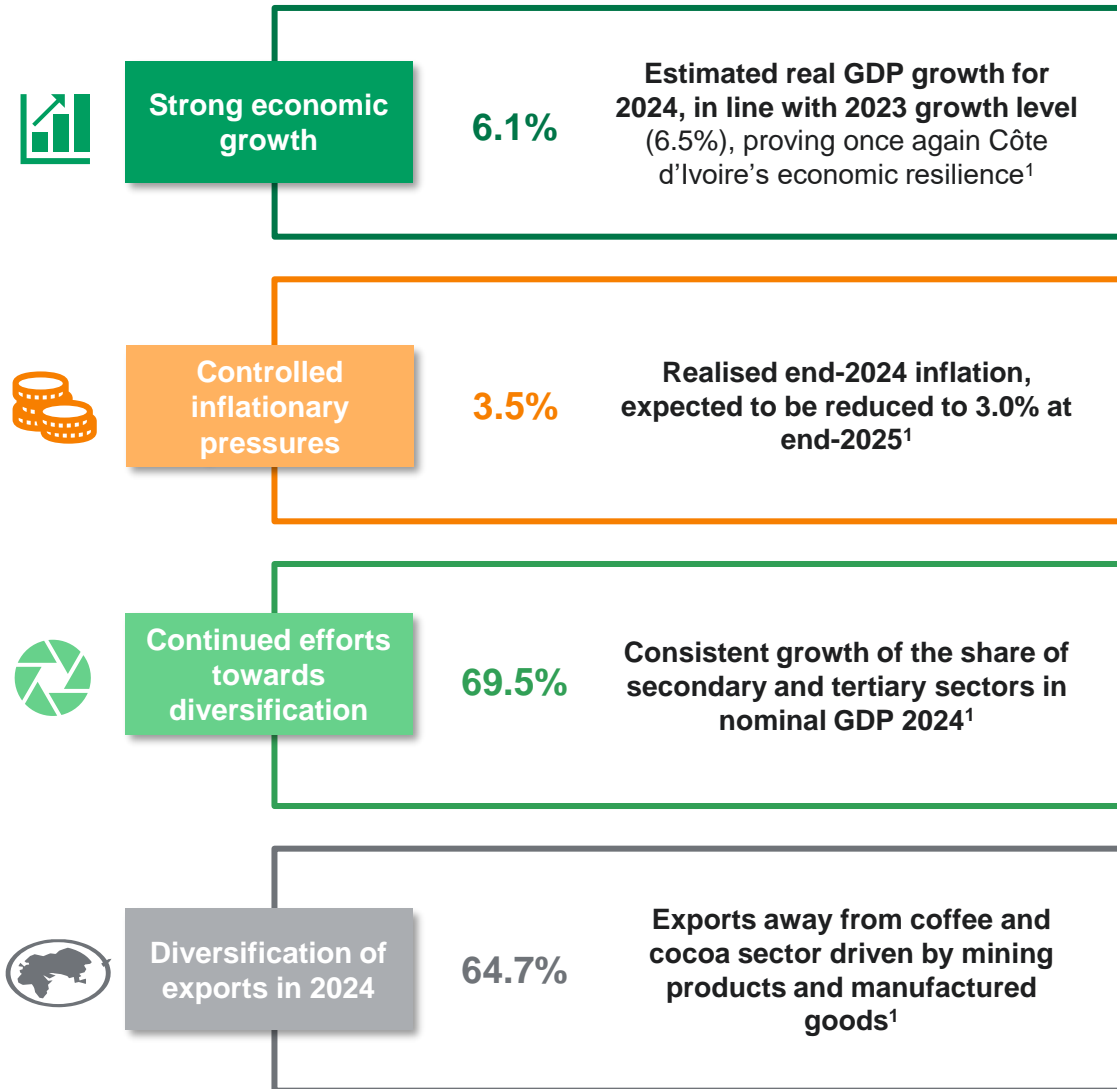 Strong economic
growth
6.1%
Estimated real GDP growth for
2024, in line with 2023 growth level
(6.5%), proving once again Côte
d’Ivoire’s economic resilience¹
Controlled
inflationary
pressures
3.5%
Realised end-2024 inflation,
expected to be reduced to 3.0% at
end-2025¹
Continued efforts
towards
diversification
69.5%
Consistent growth of the share of
secondary and tertiary sectors in
nominal GDP 2024¹
Diversification of
exports in 2024
64.7%
Exports away from coffee and
cocoa sector driven by mining
products and manufactured
goods¹